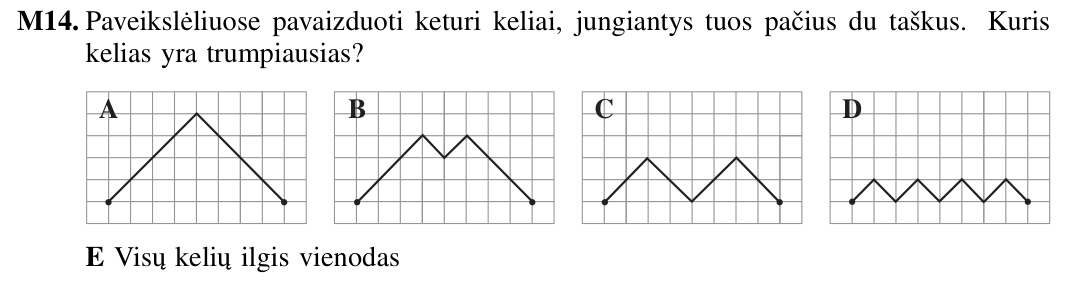 M14. Paveikslėliuose pavaizduoti keturi keliai, jungiantys tuos pačius du taškus. Kuris
kelias yra trumpiausias?
A B C D
E Visų kelių ilgis vienodas